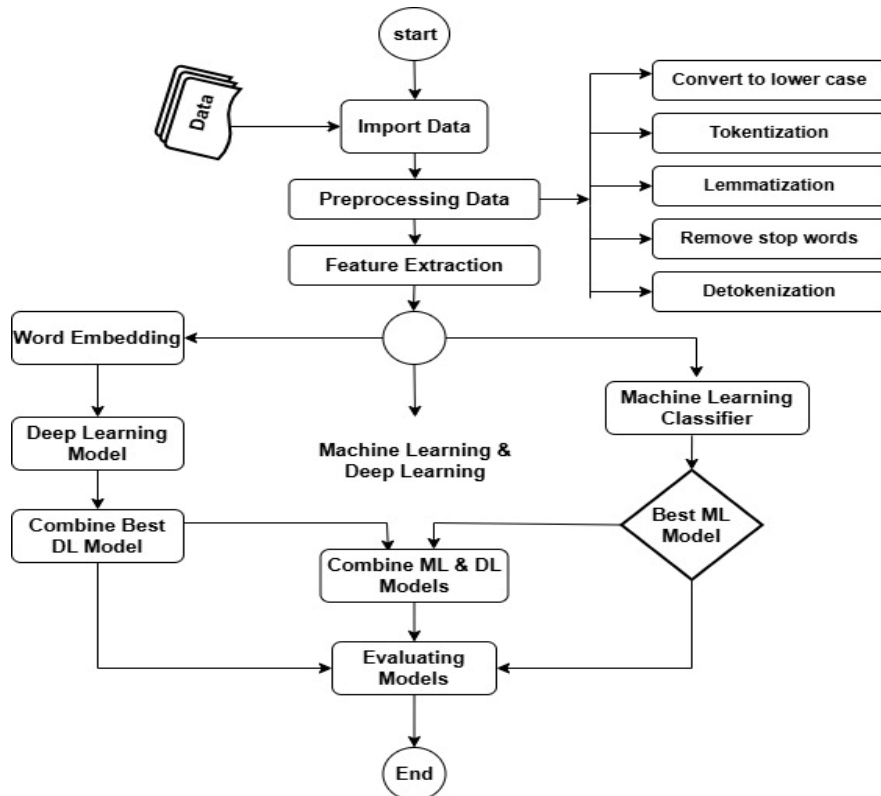 start
Data
Import Data
Convert to lower case
Tokentization
Preprocessing Data
Lemmatization
Remove stop words
Feature Extraction
Detokenization
Word Embedding
Machine Learning
Classifier
Deep Learning
Model
Machine Learning &
Deep Learning
Combine Best
DL Model
Best ML
Model
Combine ML & DL
Models
Evaluating
Models
End